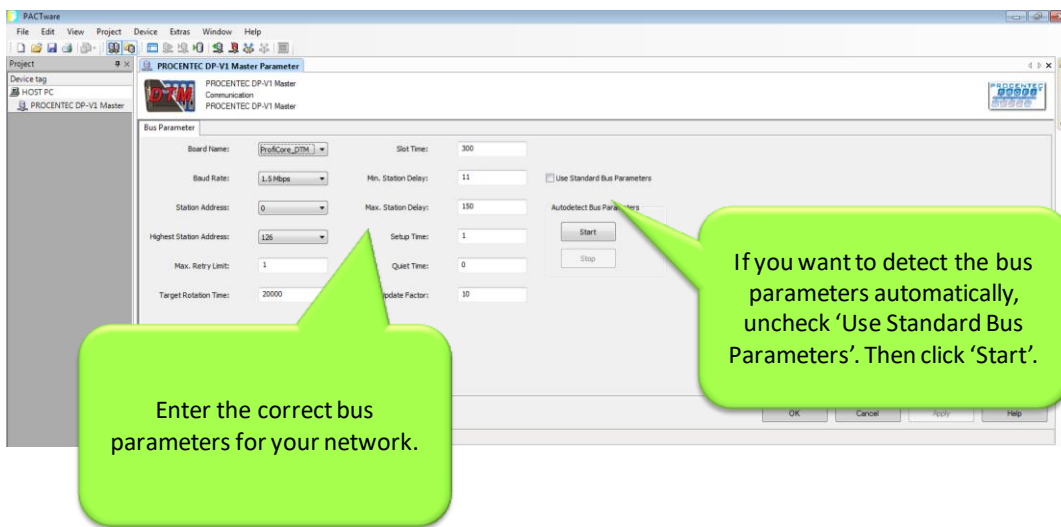 PACTware
File Edit View Project Device Extras Window Help
Project
PROCENTEC DP-V1 Master Parameter
Device tag
HOST PC
PROCENTEC DP-V1 Master
DTM
PROCENTEC DP-V1 Master
Communication
PROCENTEC DP-V1 Master
PROCENTEC
Bus Parameter
Board Name: ProfiCore_DTM Slot Time: 300
Baud Rate: 1.5 Mbps Min. Station Delay: 11 Use Standard Bus Parameters
Station Address: 0 Max. Station Delay: 150 Autodetect Bus Parameters
Highest Station Address: 126 Setup Time: 1 Start
Max. Retry Limit: 1 Quiet Time: 0 Stop
Target Rotation Time: 20000 Update Factor: 10
If you want to detect the bus
parameters automatically,
uncheck ‘Use Standard Bus
Parameters’. Then click ‘Start’.
Enter the correct bus
parameters for your network.
OK Cancel Apply Help